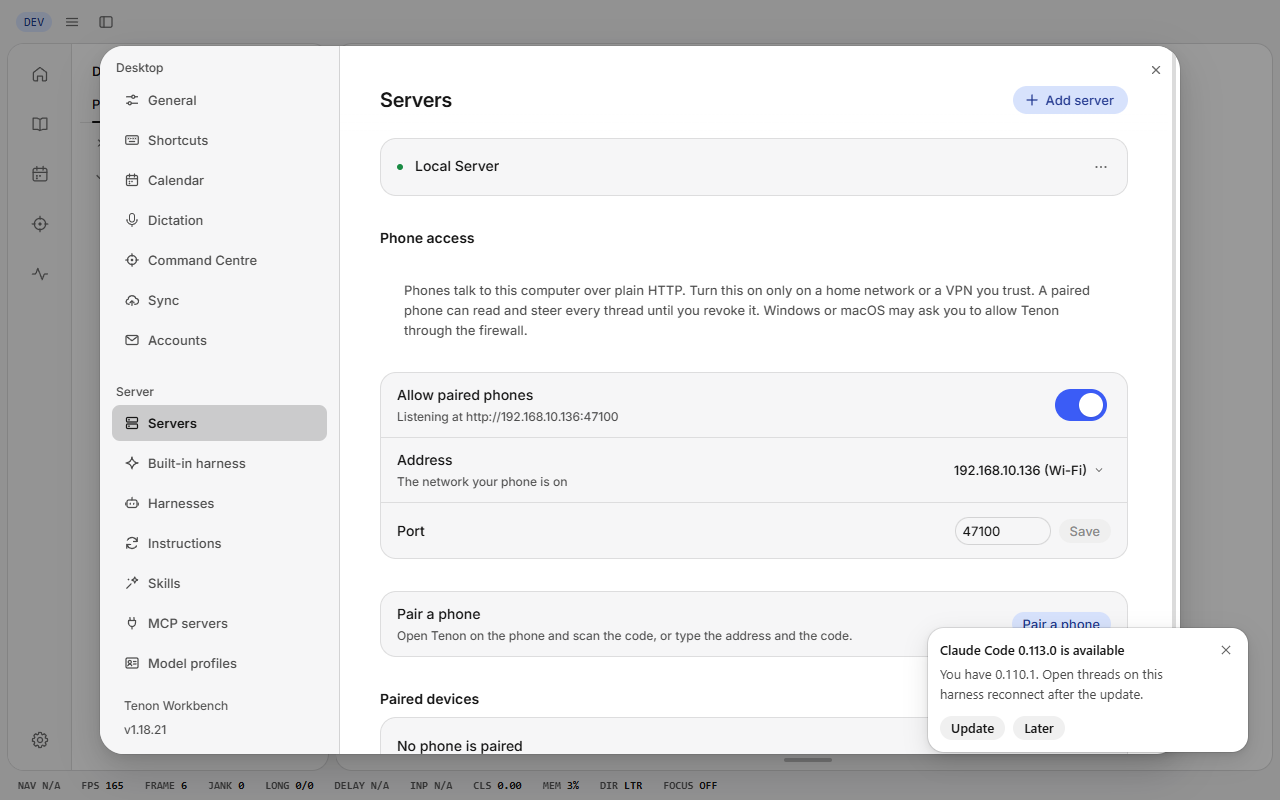 DEV
Desktop
General
Shortcuts
Calendar
Dictation
Command Centre
Sync
Accounts
Server
Servers
Built-in harness
Harnesses
Instructions
Skills
MCP servers
Model profiles
Tenon Workbench
v1.18.21
Servers
Add server
Local Server
Phone access
Phones talk to this computer over plain HTTP. Turn this on only on a home network or a VPN you trust. A paired
phone can read and steer every thread until you revoke it. Windows or macOS may ask you to allow Tenon
through the firewall.
Allow paired phones
Listening at http://192.168.10.136:47100
Address
The network your phone is on
192.168.10.136 (Wi-Fi)
Port
47100
Save
Pair a phone
Open Tenon on the phone and scan the code, or type the address and the code.
Pair a phone
Paired devices
No phone is paired
Claude Code 0.113.0 is available
You have 0.110.1. Open threads on this
harness reconnect after the update.
Update
Later
NAV N/A FPS 165 FRAME 6 JANK 0 LONG 0/0 DELAY N/A INP N/A CLS 0.00 MEM 3% DIR LTR FOCUS OFF